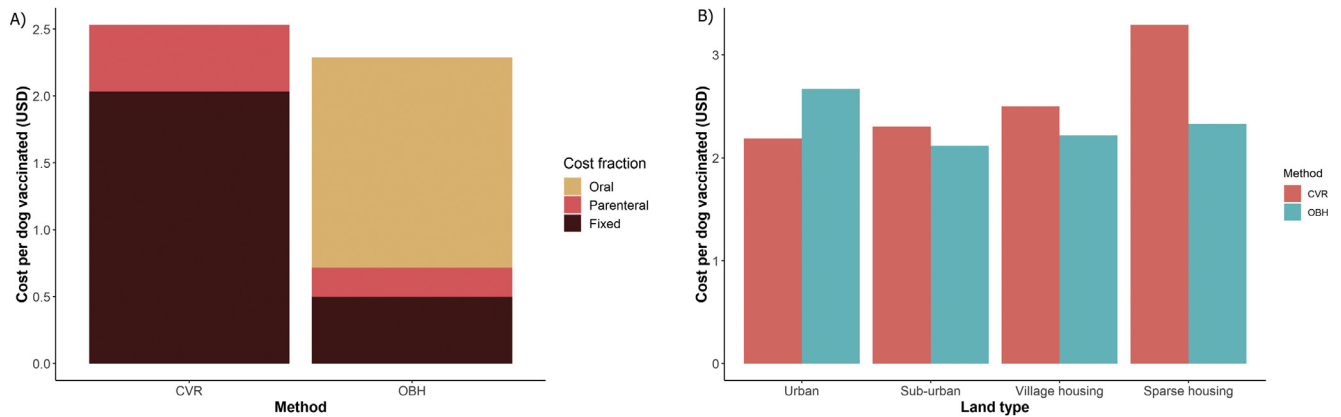 A)
Cost per dog vaccinated (USD)
2.5
2.0
1.5
1.0
0.5
0.0
CVR
OBH
Method
Cost fraction
Oral
Parenteral
Fixed
B)
Cost per dog vaccinated (USD)
3
2
1
0
Urban
Sub-urban
Village housing
Sparse housing
Land type
Method
CVR
OBH